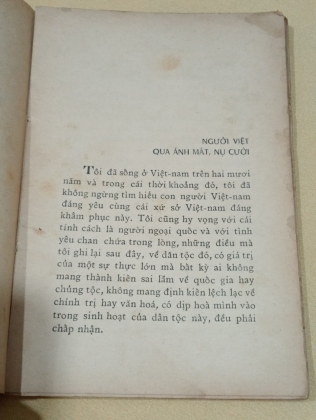 NGƯỜI VIỆT
QUA ÁNH MẮT, NỤ CƯỜI
Tôi đã sống ở Việt-nam trên hai mươi
năm và trong cái thời khoảng đó, tôi đã
không ngừng tìm hiểu con người Việt-nam
đáng yêu cùng cái xứ sở Việt-nam đáng
khâm phục này. Tôi cũng hy vọng với cái
tính cách là người ngoại quốc và với tình
yêu chan chứa trong lòng, những điều mà
tôi ghi lại sau đây, về dân tộc đó, có giá trị
của một sự thực lớn mà bất kỳ ai không
mang thành kiến sai lầm về quốc gia hay
chủng tộc, không mang định kiến lệch lạc về
chính trị hay văn hoá, có dịp hoà mình vào
trong sinh hoạt của dân tộc này, đều phải
chấp nhận.